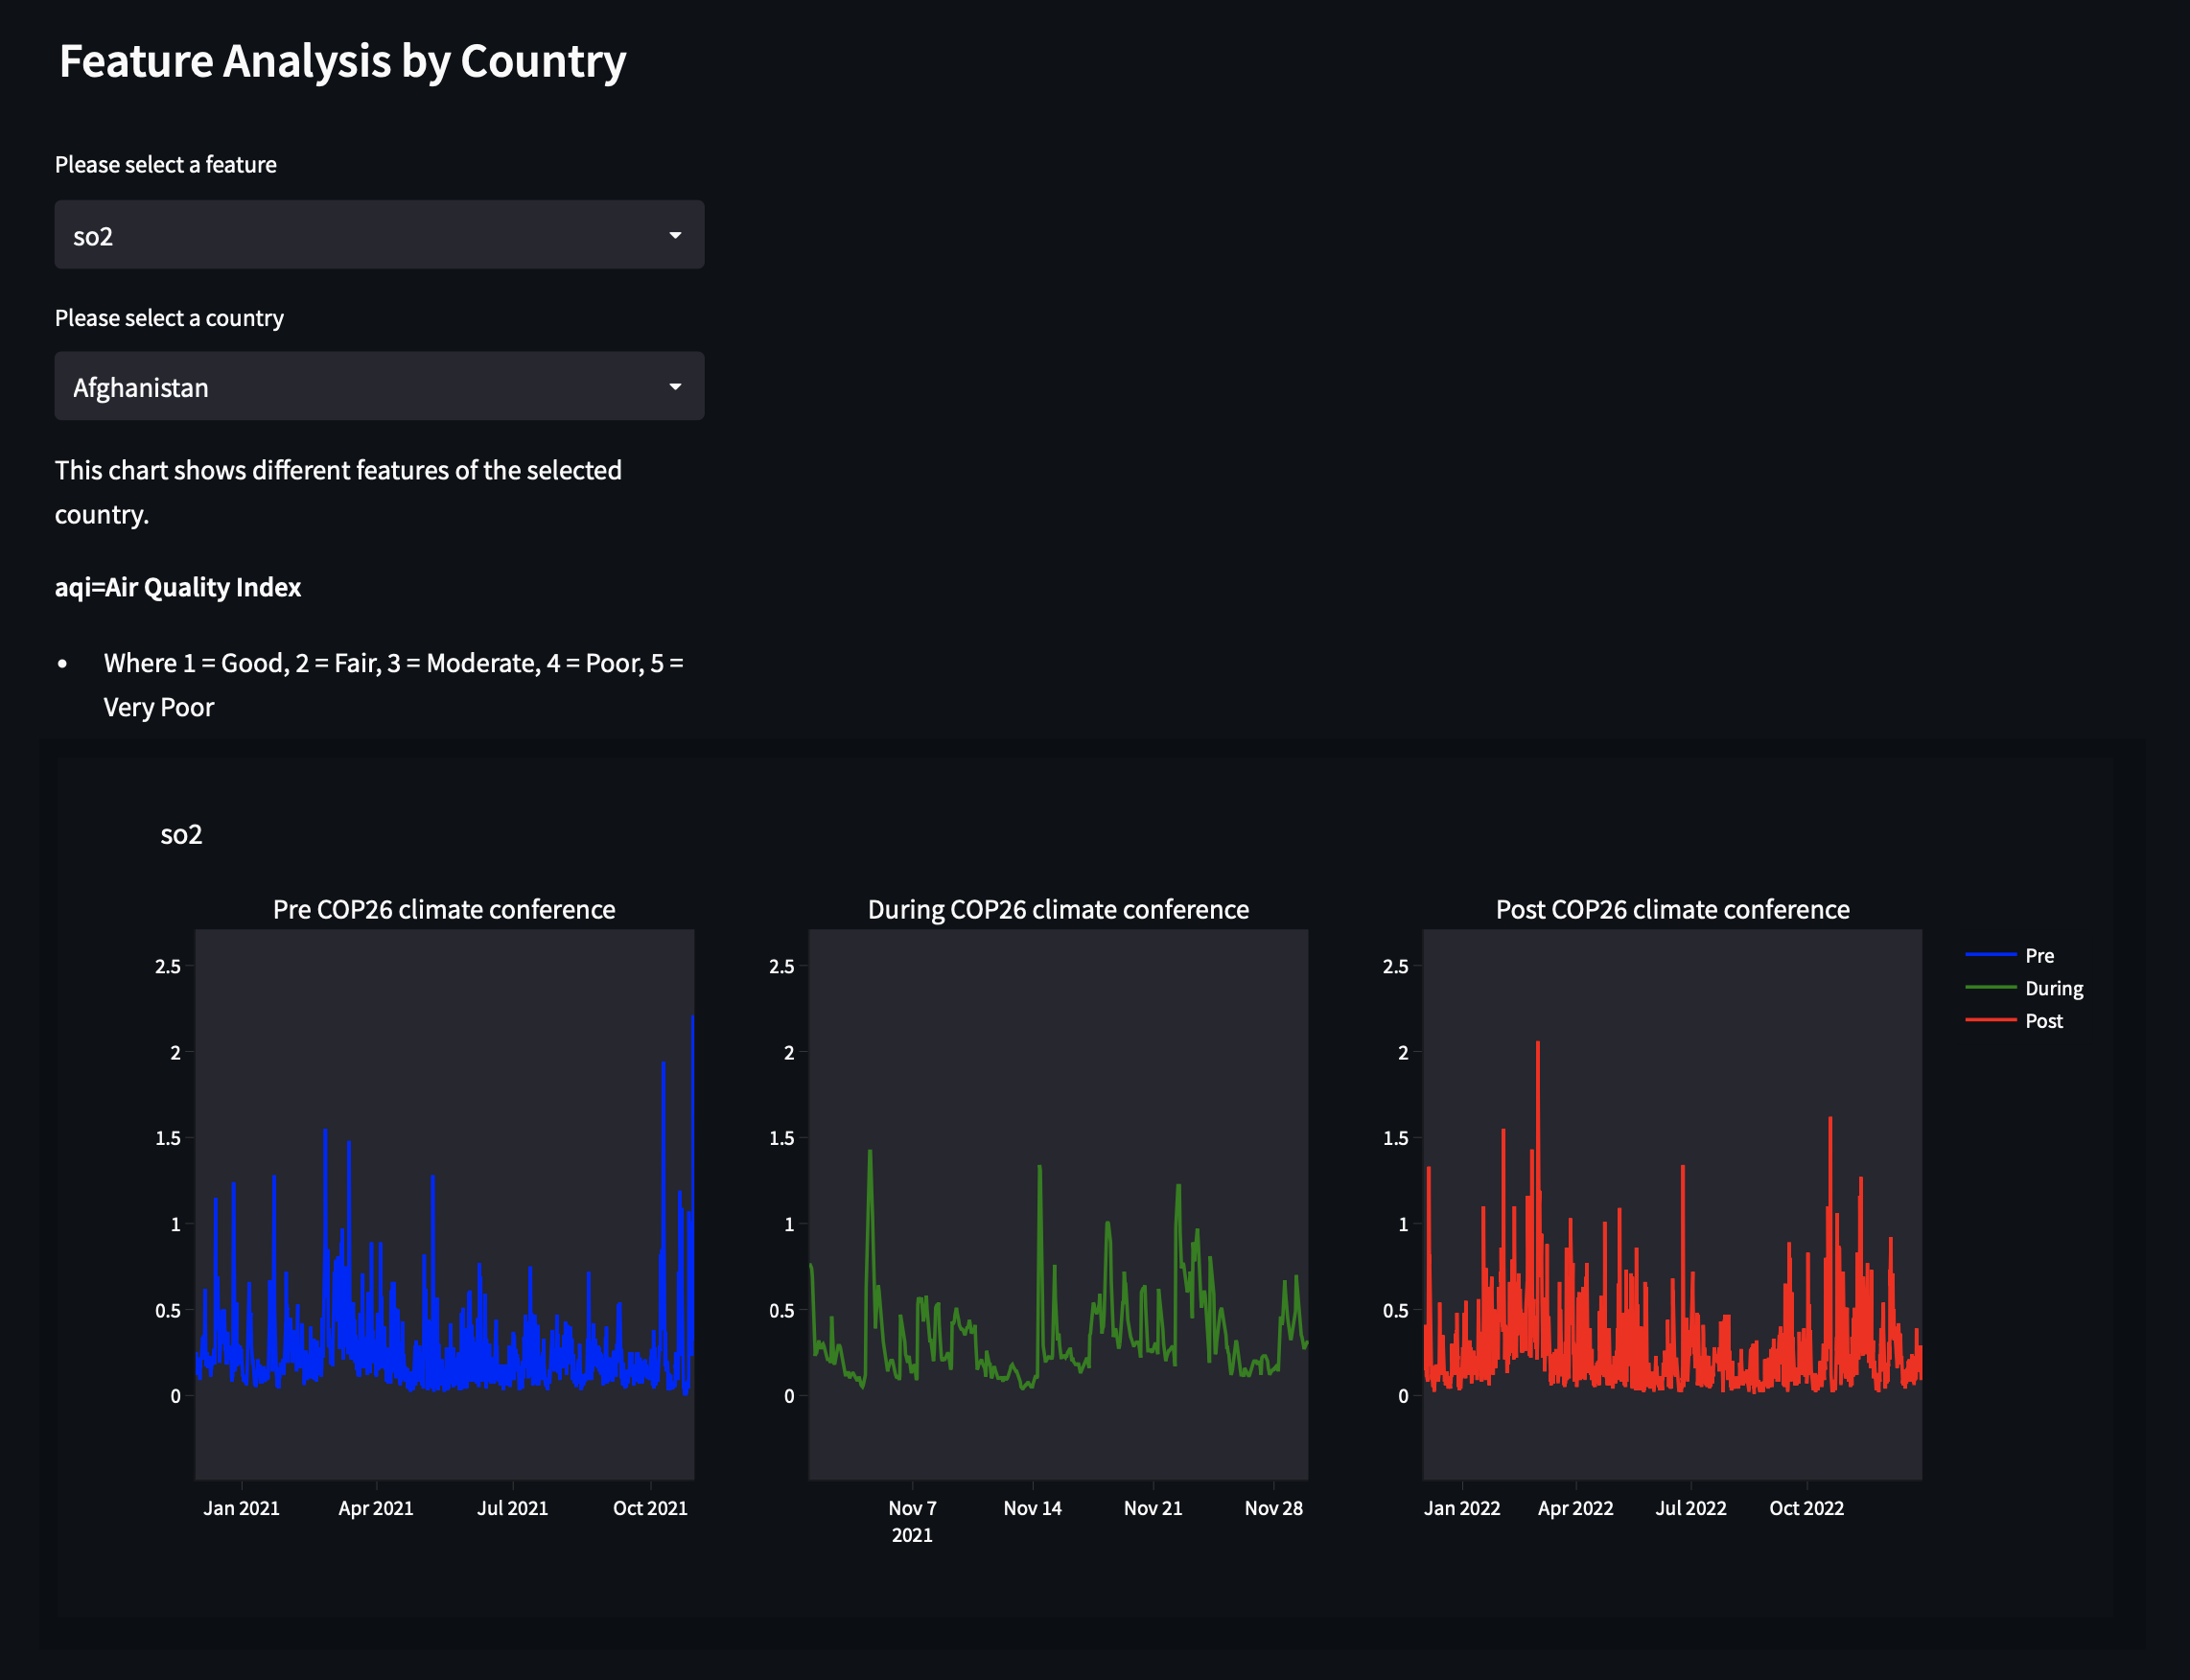 Feature Analysis by Country
Please select a feature
so2
Please select a country
Afghanistan
This chart shows different features of the selected
country.
aqi=Air Quality Index
• Where 1 = Good, 2 = Fair, 3 = Moderate, 4 = Poor, 5 =
Very Poor
so2
Pre COP26 climate conference
2.5
2
1.5
1
0.5
0
Jan 2021 Apr 2021 Jul 2021 Oct 2021
During COP26 climate conference
2.5
2
1.5
1
0.5
0
Nov 7 Nov 14 Nov 21 Nov 28
2021
Post COP26 climate conference
2.5
2
1.5
1
0.5
0
Jan 2022 Apr 2022 Jul 2022 Oct 2022
Pre
During
Post